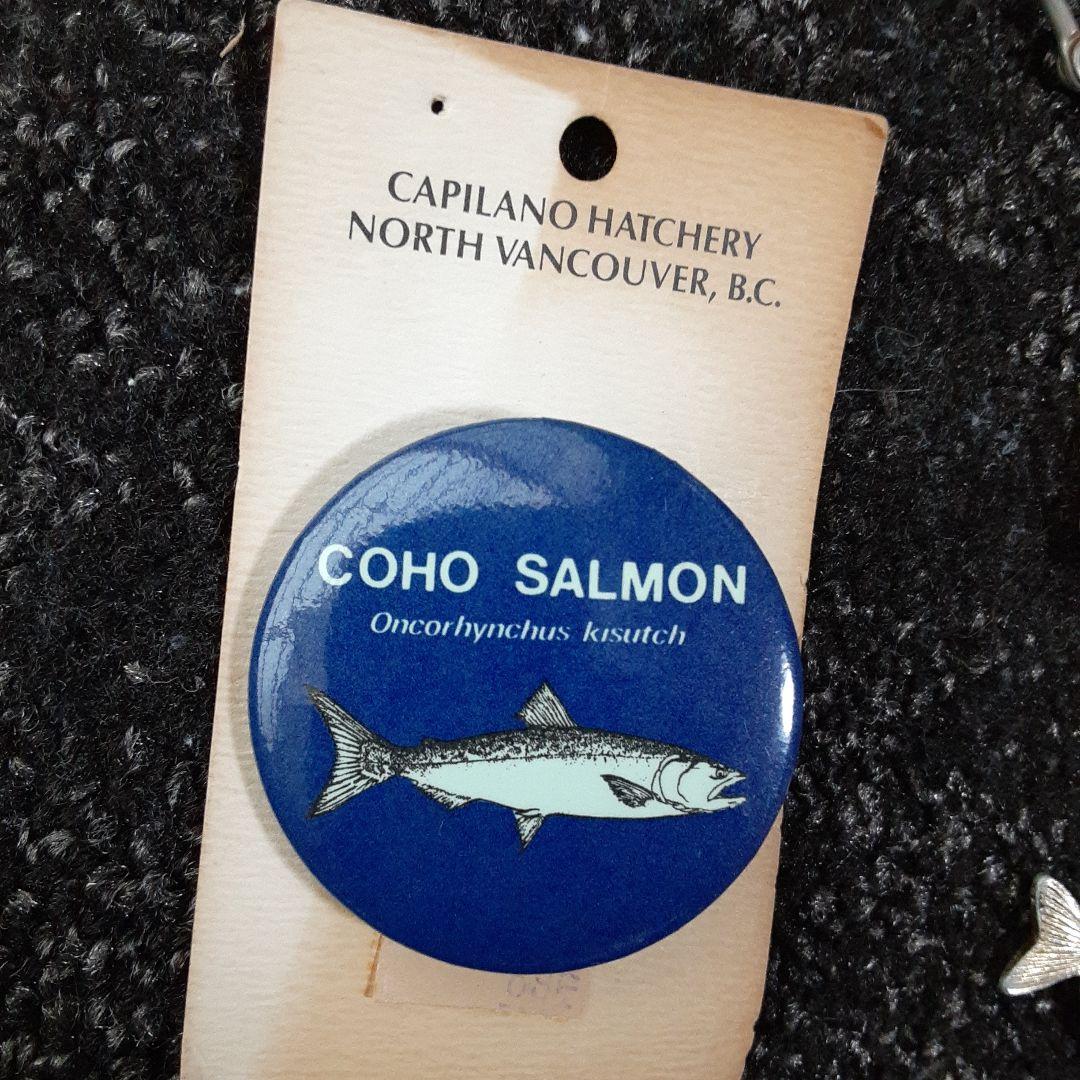 CAPILANO HATCHERY
NORTH VANCOUVER, B.C.
COHO SALMON
Oncorhynchus kisutch